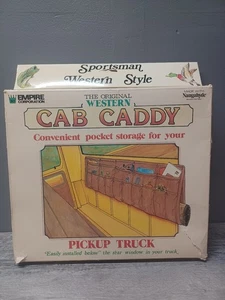 Sportsman
Western Style
EMPIRE
CORPORATION
THE ORIGINAL
WESTERN
Naugahyde
CAB CADDY
Convenient pocket storage for your
PICKUP TRUCK
"Easily installed below the rear window in your truck."